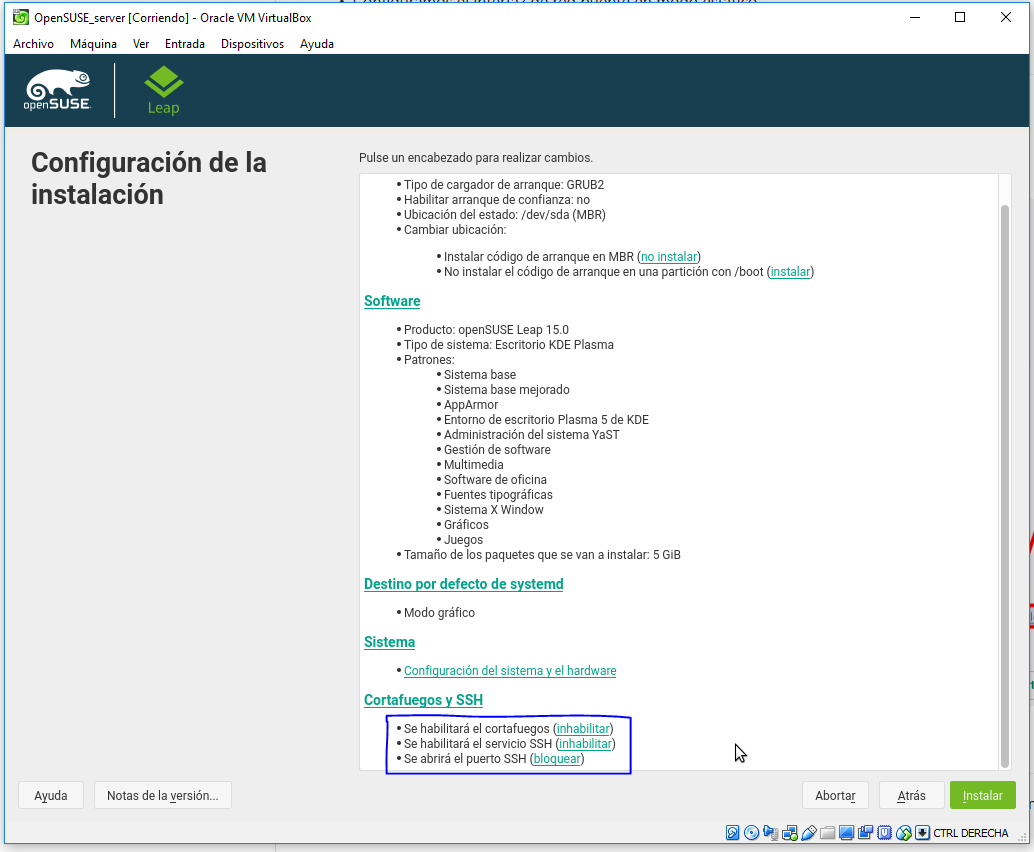 OpenSUSE_server [Corriendo] - Oracle VM VirtualBox
Archivo Máquina Ver Entrada Dispositivos Ayuda
openSUSE.
Leap
Configuración de la
instalación
Pulse un encabezado para realizar cambios.
• Tipo de cargador de arranque: GRUB2
• Habilitar arranque de confianza: no
• Ubicación del estado: /dev/sda (MBR)
• Cambiar ubicación:
• Instalar código de arranque en MBR (no instalar)
• No instalar el código de arranque en una partición con /boot (instalar)
Software
• Producto: openSUSE Leap 15.0
• Tipo de sistema: Escritorio KDE Plasma
• Patrones:
• Sistema base
• Sistema base mejorado
• AppArmor
• Entorno de escritorio Plasma 5 de KDE
• Administración del sistema YaST
• Gestión de software
• Multimedia
• Software de oficina
• Fuentes tipográficas
• Sistema X Window
• Gráficos
• Juegos
• Tamaño de los paquetes que se van a instalar: 5 GiB
Destino por defecto de systemd
• Modo gráfico
Sistema
• Configuración del sistema y el hardware
Cortafuegos y SSH
• Se habilitará el cortafuegos (inhabilitar)
• Se habilitará el servicio SSH (inhabilitar)
• Se abrirá el puerto SSH (bloquear)
Ayuda Notas de la versión... Abortar Atrás Instalar
CTRL DERECHA